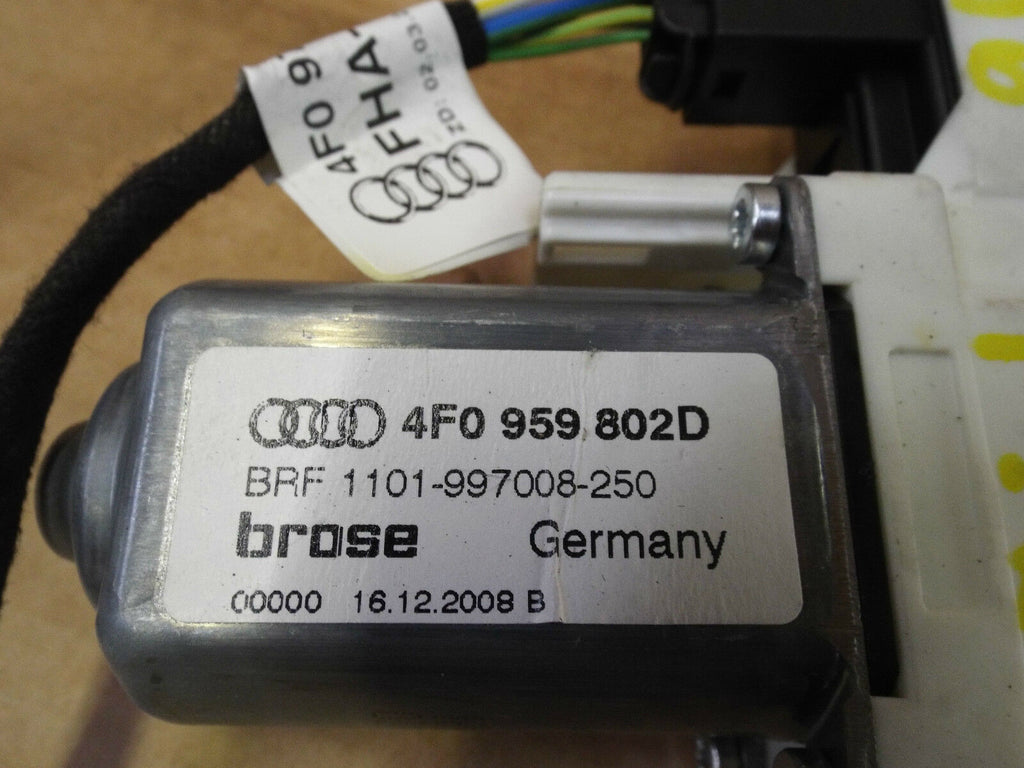 4F0 9
FHA
4F0 959 802D
BRF 1101-997008-250
brose Germany
00000 16.12.2008 B